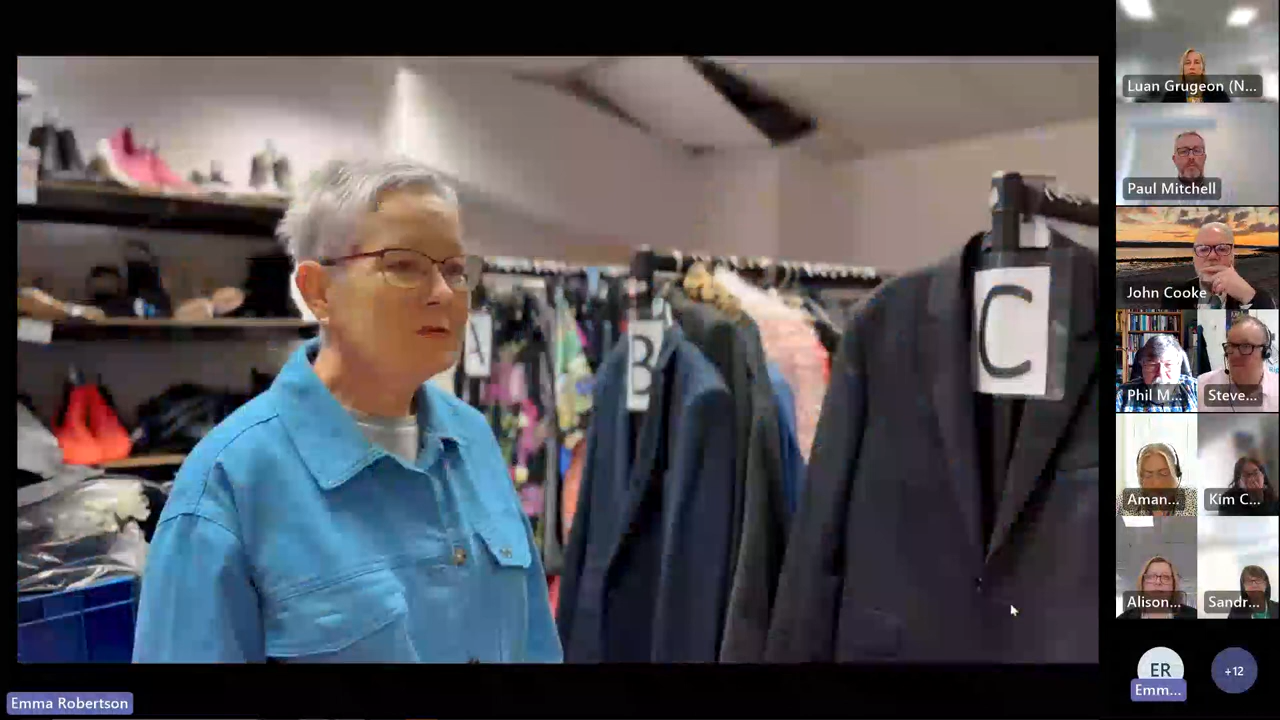 A
B
C
Luan Grugeon (N...
Paul Mitchell
John Cooke
Phil M...
Steve...
Aman...
Kim C...
Alison...
Sandr...
ER
Emm...
+12
Emma Robertson